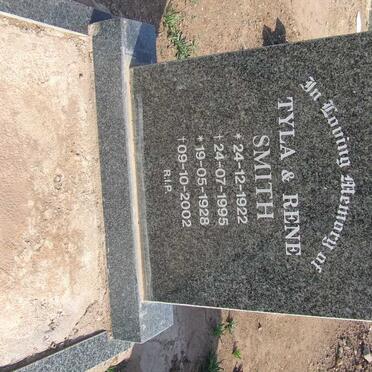 In Loving Memory of
TYLA & RENE
SMITH
* 24-12-1922
† 24-07-1995
* 19-05-1928
† 09-10-2002
R.I.P.